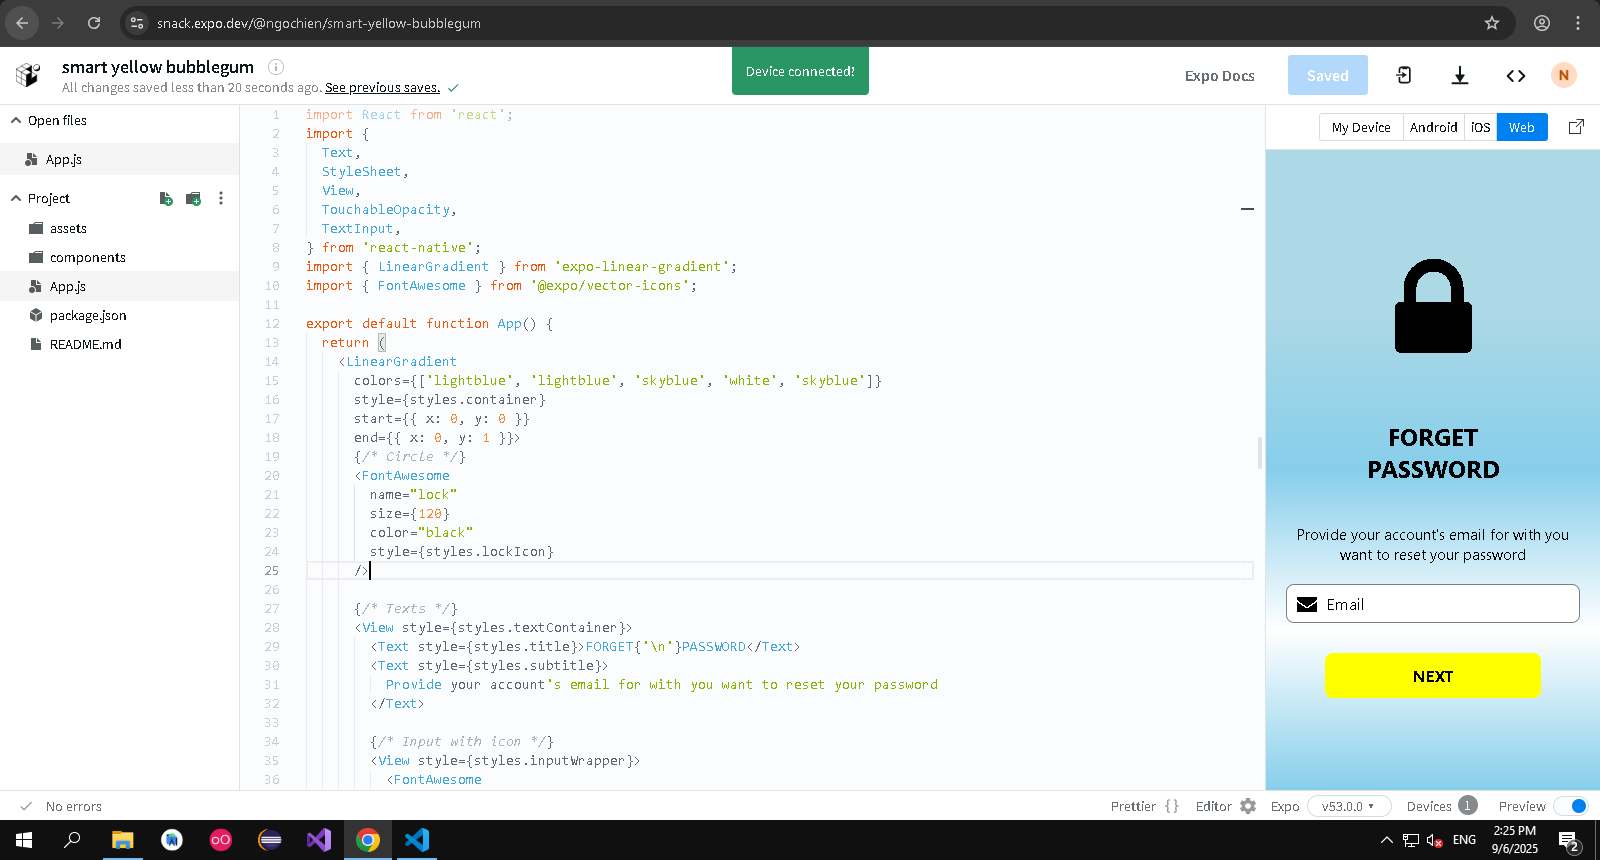 snack.expo.dev/@ngochien/smart-yellow-bubblegum
smart yellow bubblegum
All changes saved less than 20 seconds ago. See previous saves.
Device connected!
Expo Docs
Saved
N
Open files
App.js
Project
assets
components
App.js
package.json
README.md
1 import React from 'react';
2 import {
3 Text,
4 StyleSheet,
5 View,
6 TouchableOpacity,
7 TextInput,
8 } from 'react-native';
9 import { LinearGradient } from 'expo-linear-gradient';
10 import { FontAwesome } from '@expo/vector-icons';
11
12 export default function App() {
13 return (
14 <LinearGradient
15 colors={['lightblue', 'lightblue', 'skyblue', 'white', 'skyblue']}
16 style={styles.container}
17 start={{ x: 0, y: 0 }}
18 end={{ x: 0, y: 1 }}>
19 {/* Circle */}
20 <FontAwesome
21 name="lock"
22 size={120}
23 color="black"
24 style={styles.lockIcon}
25 />
26
27 {/* Texts */}
28 <View style={styles.textContainer}>
29 <Text style={styles.title}>FORGET{'\n'}PASSWORD</Text>
30 <Text style={styles.subtitle}>
31 Provide your account's email for with you want to reset your password
32 </Text>
33
34 {/* Input with icon */}
35 <View style={styles.inputWrapper}>
36 <FontAwesome
My Device
Android
iOS
Web
FORGET
PASSWORD
Provide your account's email for with you
want to reset your password
Email
NEXT
No errors
Prettier { }
Editor
Expo
v53.0.0
Devices 1
Preview
ENG
2:25 PM
9/6/2025
2